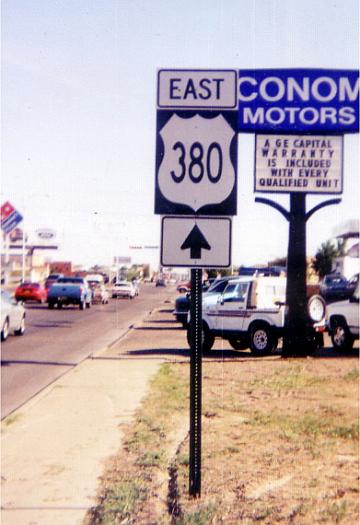 EAST
380
CONOM
MOTORS
A GE CAPITAL
WARRANTY
IS INCLUDED
WITH EVERY
QUALIFIED UNIT